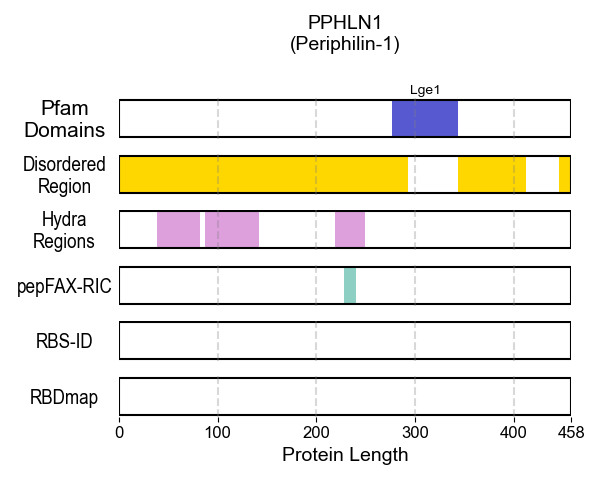 PPHLN1
(Periphilin-1)
Lge1
Pfam
Domains
Disordered
Region
Hydra
Regions
pepFAX-RIC
RBS-ID
RBDmap
0 100 200 300 400 458
Protein Length